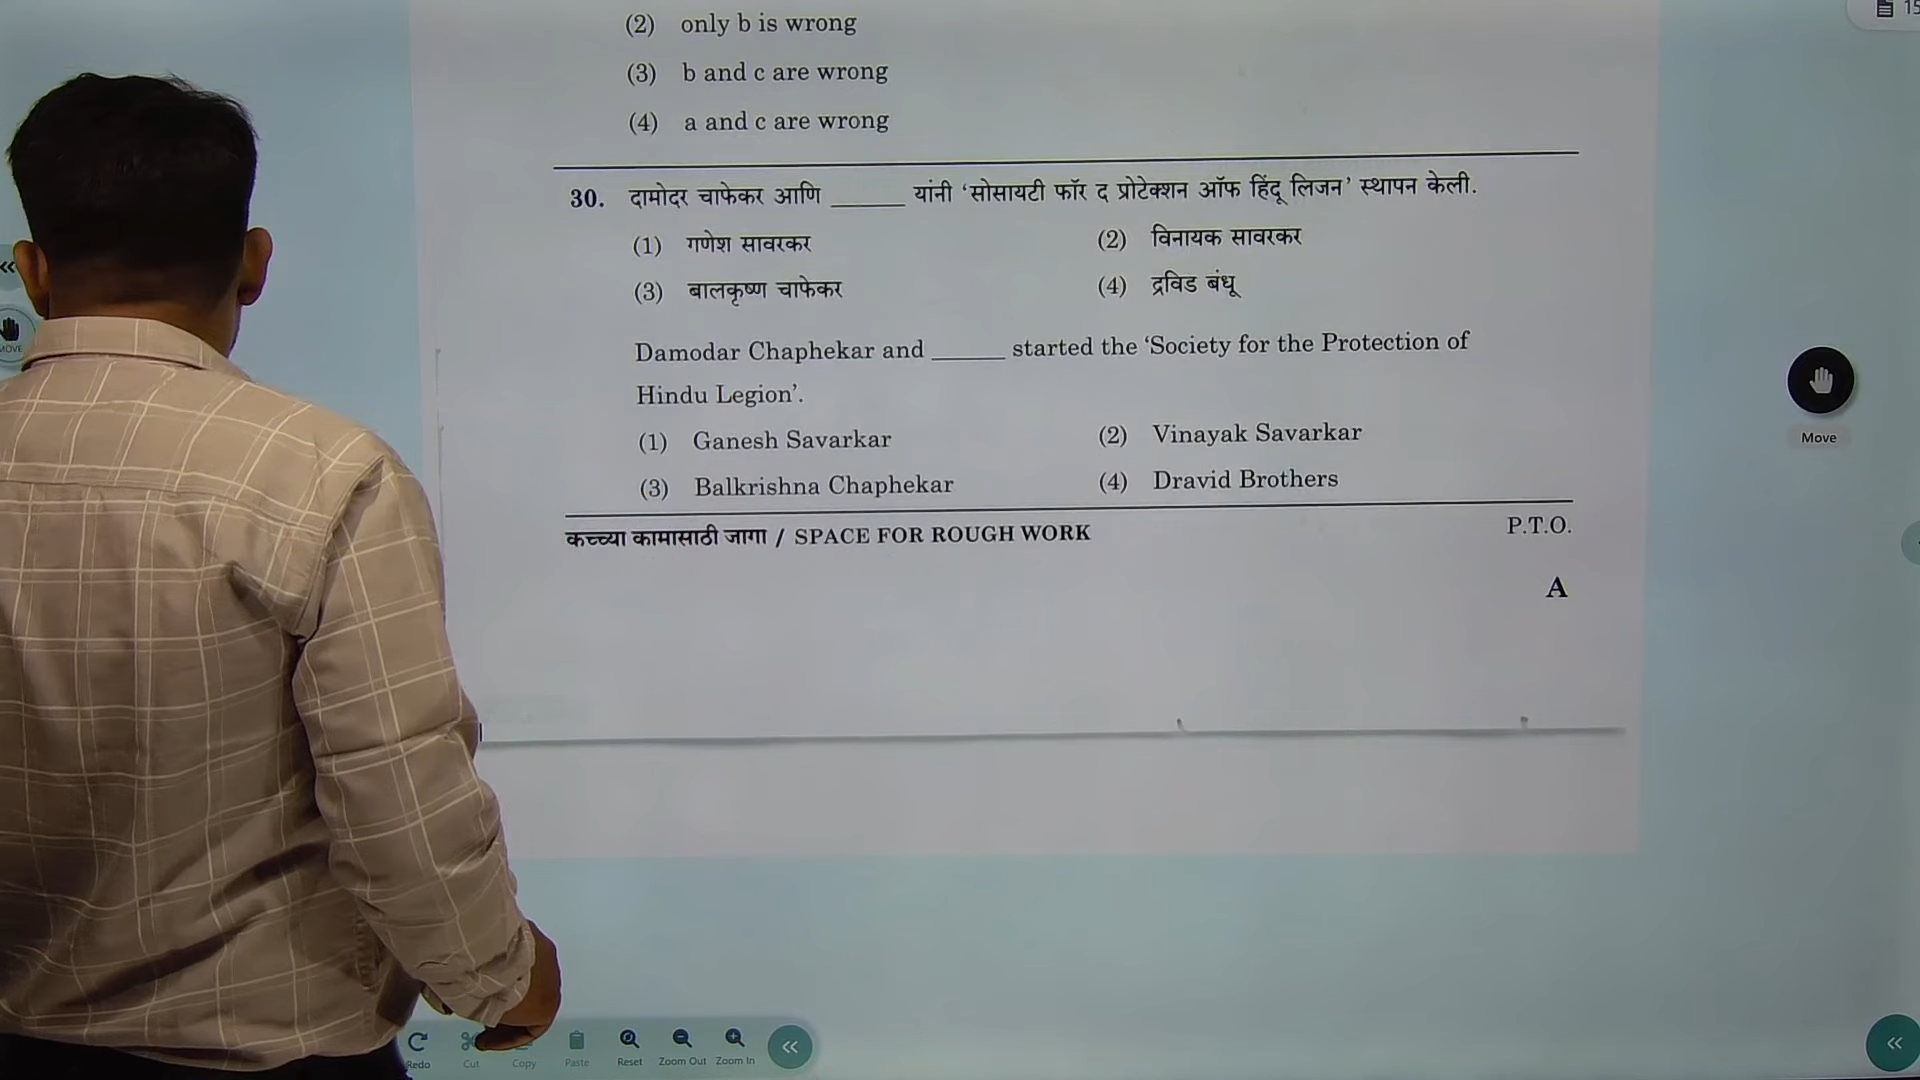 15
(2) only b is wrong
(3) b and c are wrong
(4) a and c are wrong
30. दामोदर चाफेकर आणि ______ यांनी ‘सोसायटी फॉर द प्रोटेक्शन ऑफ हिंदू लिजन’ स्थापन केली.
(1) गणेश सावरकर (2) विनायक सावरकर
(3) बालकृष्ण चाफेकर (4) द्रविड बंधू
Damodar Chaphekar and ______ started the ‘Society for the Protection of
Hindu Legion’.
(1) Ganesh Savarkar (2) Vinayak Savarkar
(3) Balkrishna Chaphekar (4) Dravid Brothers
कच्च्या कामासाठी जागा / SPACE FOR ROUGH WORK P.T.O.
A
MOVE
Move
Redo Cut Copy Paste Reset Zoom Out Zoom In